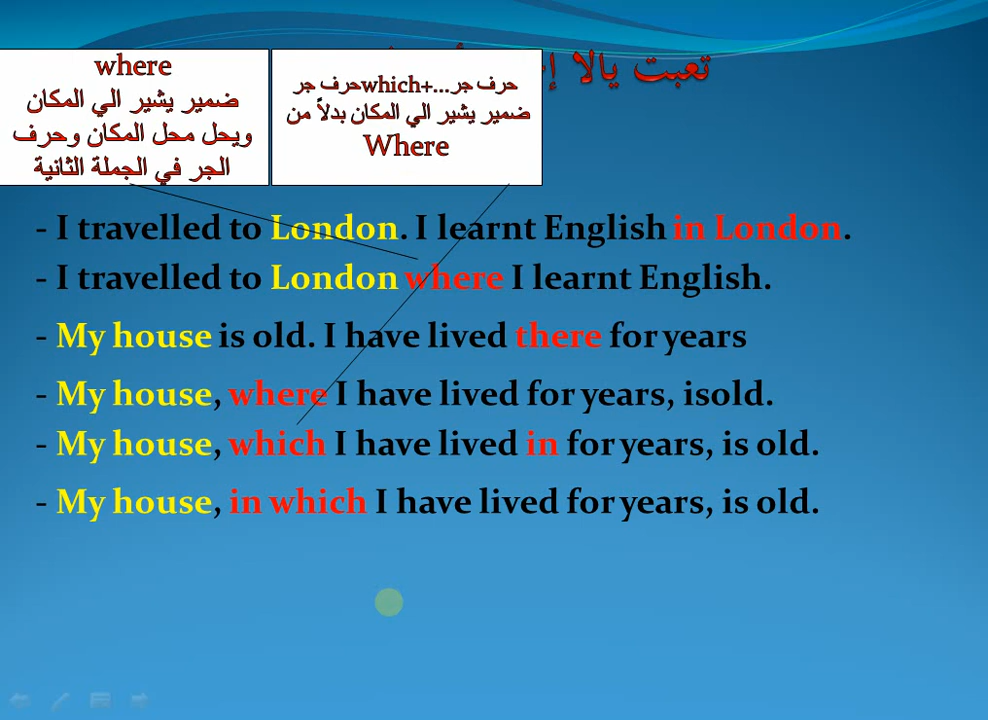 تعبت يالا
where
ضمير يشير الي المكان
ويحل محل المكان وحرف
الجر في الجملة الثانية
حرف جر...+whichحرف جر
ضمير يشير الي المكان بدلاً من
Where
- I travelled to London. I learnt English in London.
- I travelled to London where I learnt English.
- My house is old. I have lived there for years
- My house, where I have lived for years, isold.
- My house, which I have lived in for years, is old.
- My house, in which I have lived for years, is old.